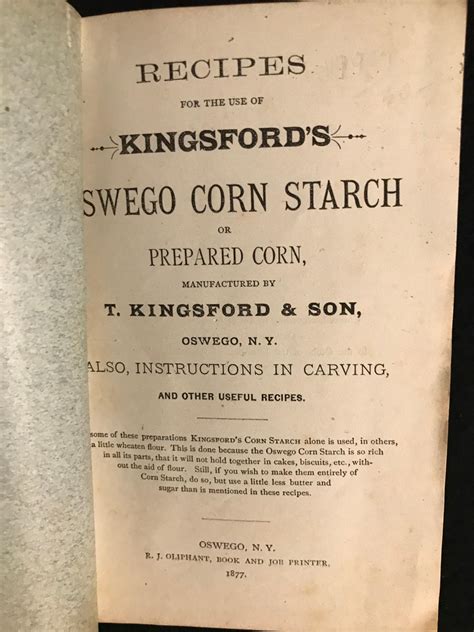 RECIPES
FOR THE USE OF
KINGSFORD'S
SWEGO CORN STARCH
OR
PREPARED CORN,
MANUFACTURED BY
T. KINGSFORD & SON,
OSWEGO, N. Y.
ALSO, INSTRUCTIONS IN CARVING,
AND OTHER USEFUL RECIPES.
some of these preparations KINGSFORD'S CORN STARCH alone is used, in others,
a little wheaten flour. This is done because the Oswego Corn Starch is so rich
in all its parts, that it will not hold together in cakes, biscuits, etc., with-
out the aid of flour. Still, if you wish to make them entirely of
Corn Starch, do so, but use a little less butter and
sugar than is mentioned in these recipes.
OSWEGO, N. Y.
R. J. OLIPHANT, BOOK AND JOB PRINTER.
1877.